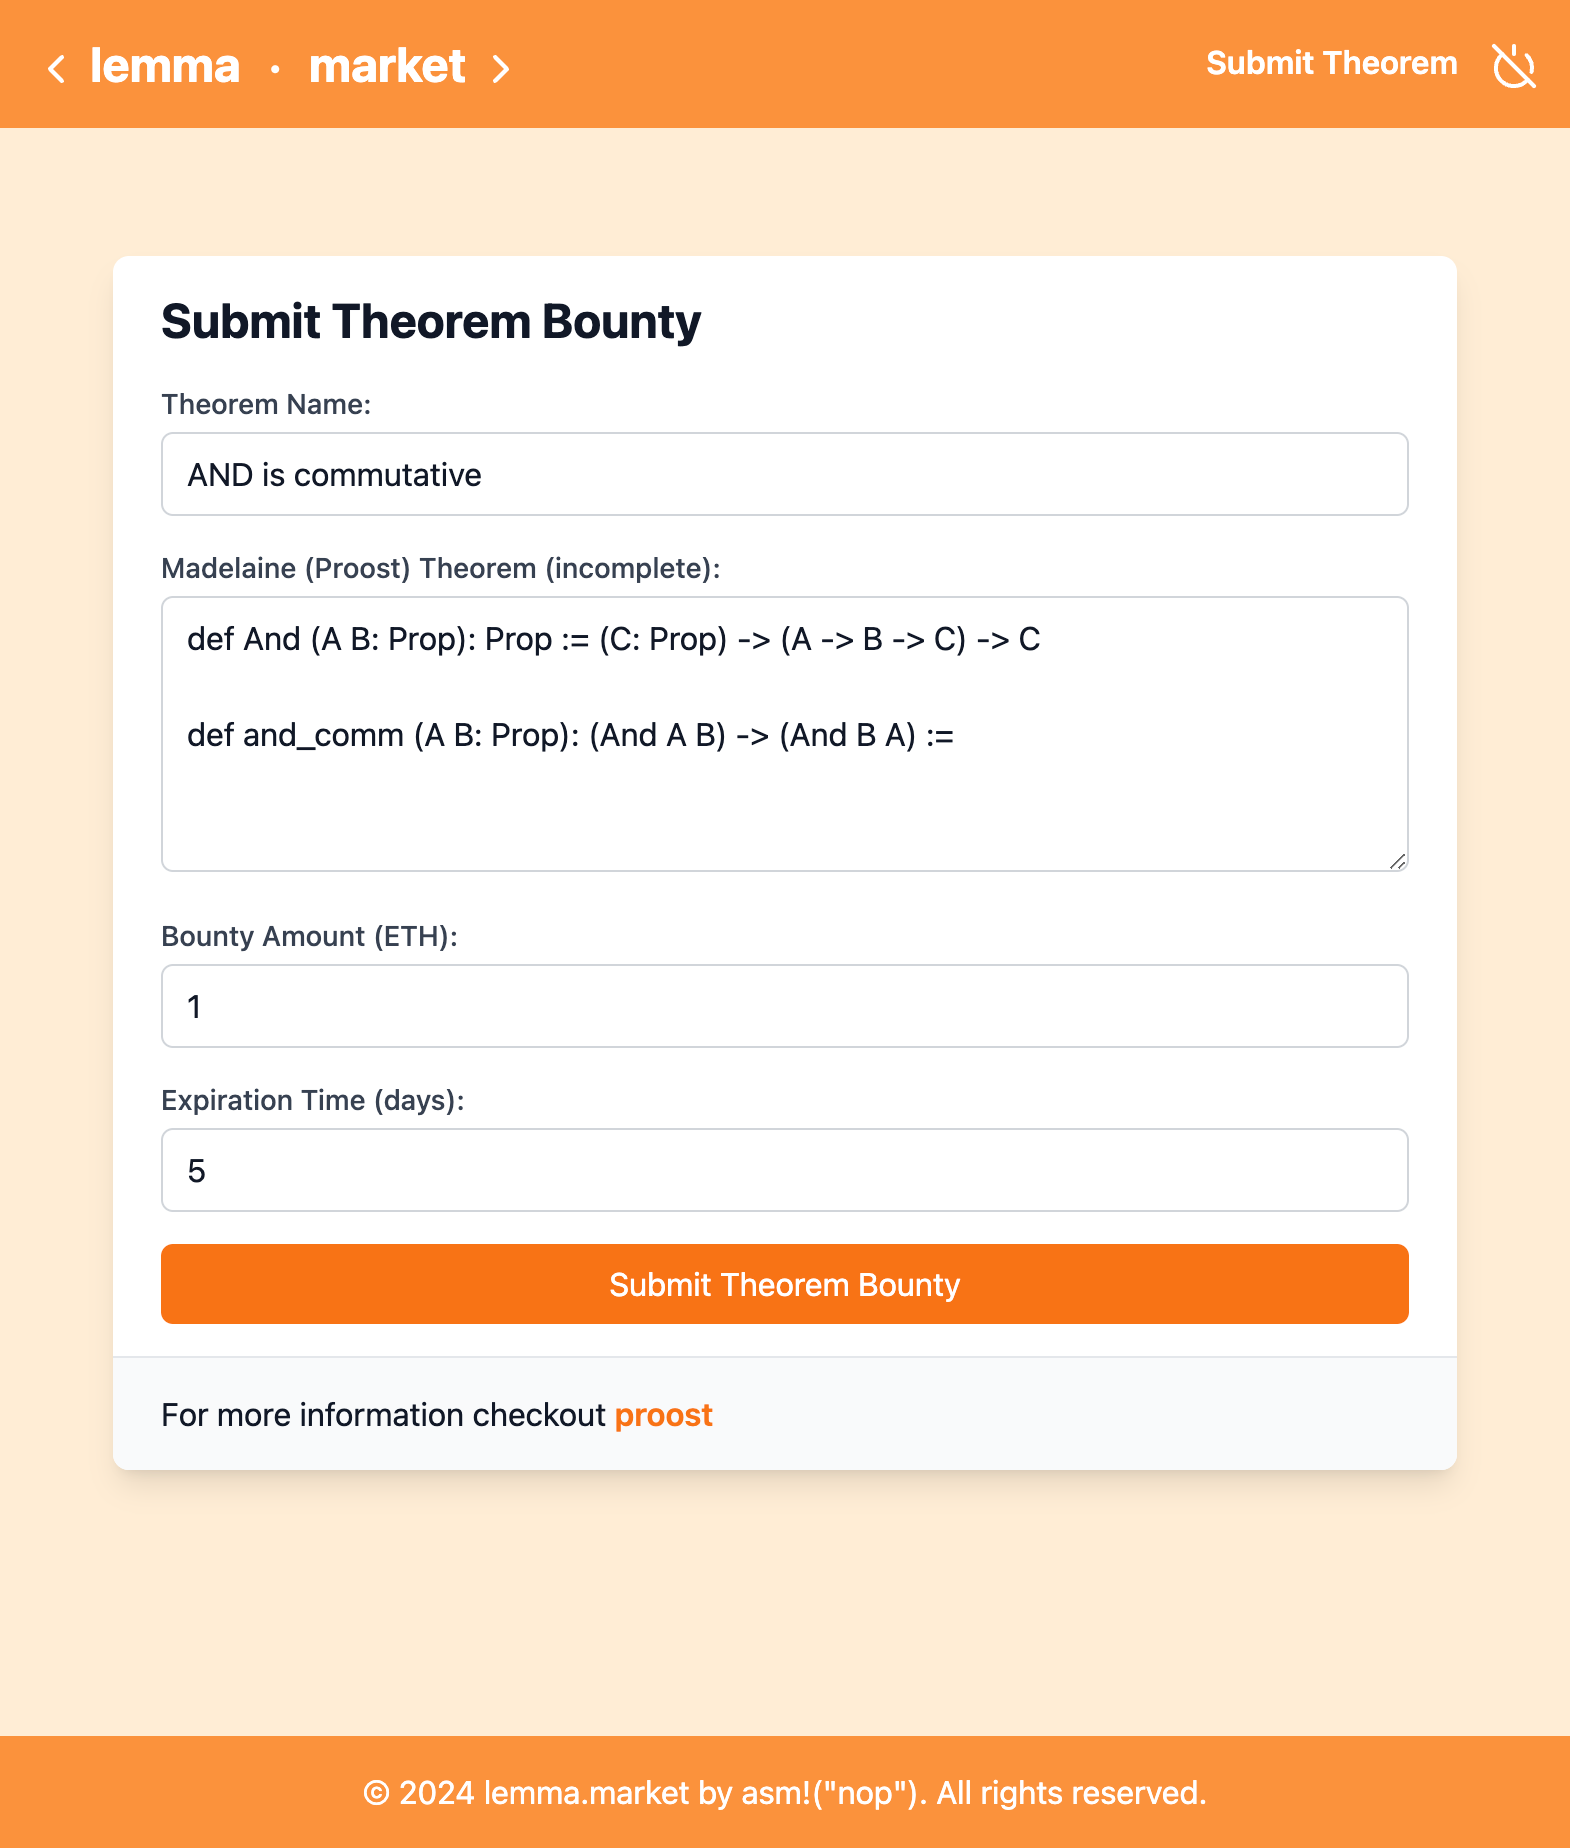 lemma · market
Submit Theorem
Submit Theorem Bounty
Theorem Name:
AND is commutative
Madelaine (Proost) Theorem (incomplete):
def And (A B: Prop): Prop := (C: Prop) -> (A -> B -> C) -> C
def and_comm (A B: Prop): (And A B) -> (And B A) :=
Bounty Amount (ETH):
1
Expiration Time (days):
5
Submit Theorem Bounty
For more information checkout proost
© 2024 lemma.market by asm!("nop"). All rights reserved.